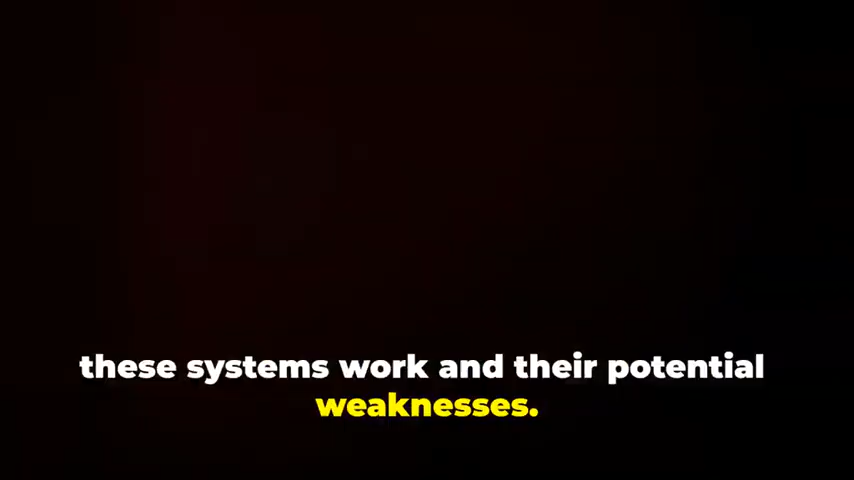 these systems work and their potential
weaknesses.